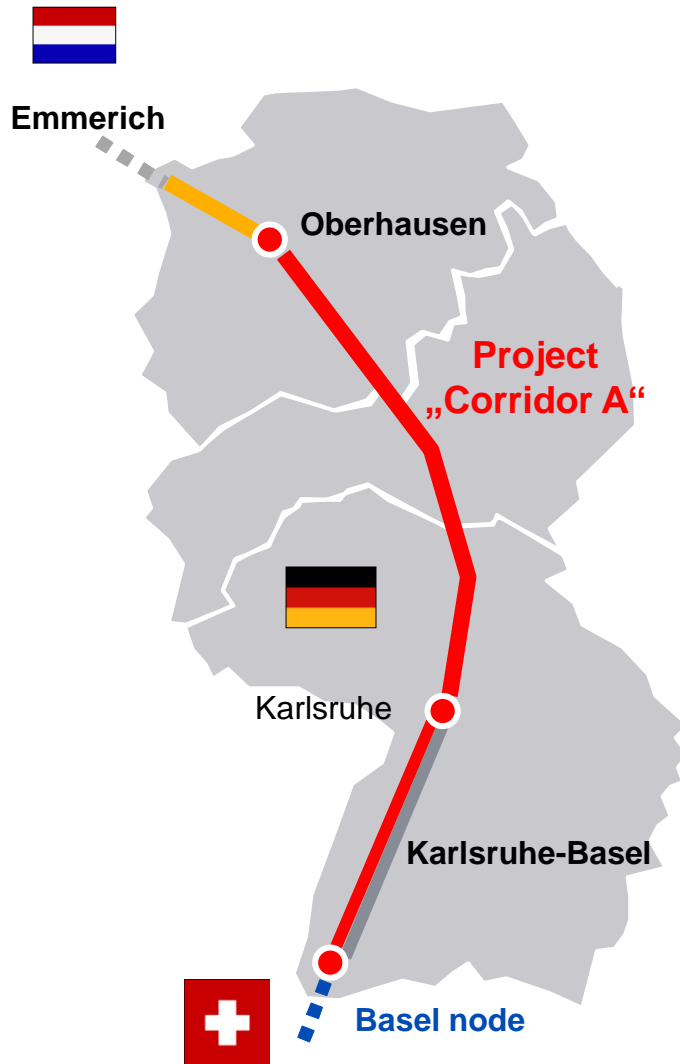 Emmerich
Oberhausen
Project
„Corridor A“
Karlsruhe
Karlsruhe-Basel
Basel node